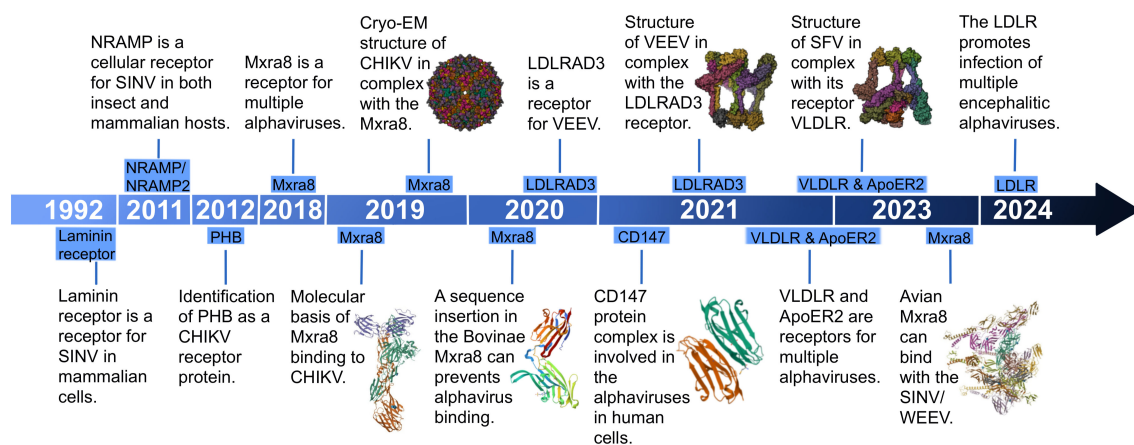 NRAMP is a
cellular receptor
for SINV in both
insect and
mammalian hosts.
Mxra8 is a
receptor for
multiple
alphaviruses.
Cryo-EM
structure of
CHIKV in
complex
with the
Mxra8.
LDLRAD3
is a
receptor
for VEEV.
Structure
of VEEV in
complex
with the
LDLRAD3
receptor.
Structure
of SFV in
complex
with its
receptor
VLDLR.
The LDLR
promotes
infection of
multiple
encephalitic
alphaviruses.
NRAMP/
NRAMP2
Mxra8
Mxra8
LDLRAD3
LDLRAD3
VLDLR & ApoER2
LDLR
1992
2011
2012
2018
2019
2020
2021
2023
2024
Laminin
receptor
PHB
Mxra8
Mxra8
CD147
VLDLR & ApoER2
Mxra8
Laminin
receptor is a
receptor for
SINV in
mammalian
cells.
Identification
of PHB as a
CHIKV
receptor
protein.
Molecular
basis of
Mxra8
binding to
CHIKV.
A sequence
insertion in
the Bovinae
Mxra8 can
prevents
alphavirus
binding.
CD147
protein
complex is
involved in
the
alphaviruses
in human
cells.
VLDLR and
ApoER2 are
receptors for
multiple
alphaviruses.
Avian
Mxra8
can
bind
with the
SINV/
WEEV.